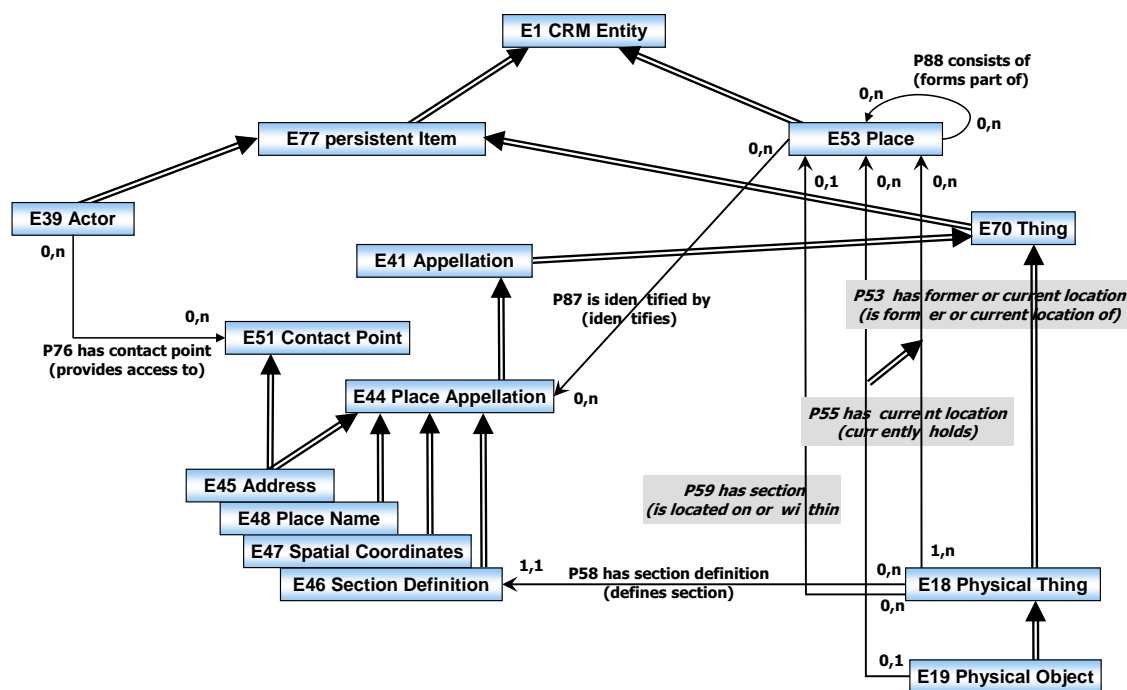 E1 CRM Entity
P88 consists of
(forms part of)
0,n
0,n
E77 persistent Item
E53 Place
0,n
0,1
0,n
0,n
E39 Actor
0,n
E70 Thing
E41 Appellation
P87 is iden tified by
(iden tifies)
P53 has former or current location
(is form er or current location of)
0,n
E51 Contact Point
P76 has contact point
(provides access to)
E44 Place Appellation
0,n
P55 has current location
(curr ently holds)
E45 Address
P59 has section
(is located on or wi thin
E48 Place Name
E47 Spatial Coordinates
1,n
1,1
P58 has section definition
(defines section)
0,n
E46 Section Definition
E18 Physical Thing
0,n
0,1
E19 Physical Object